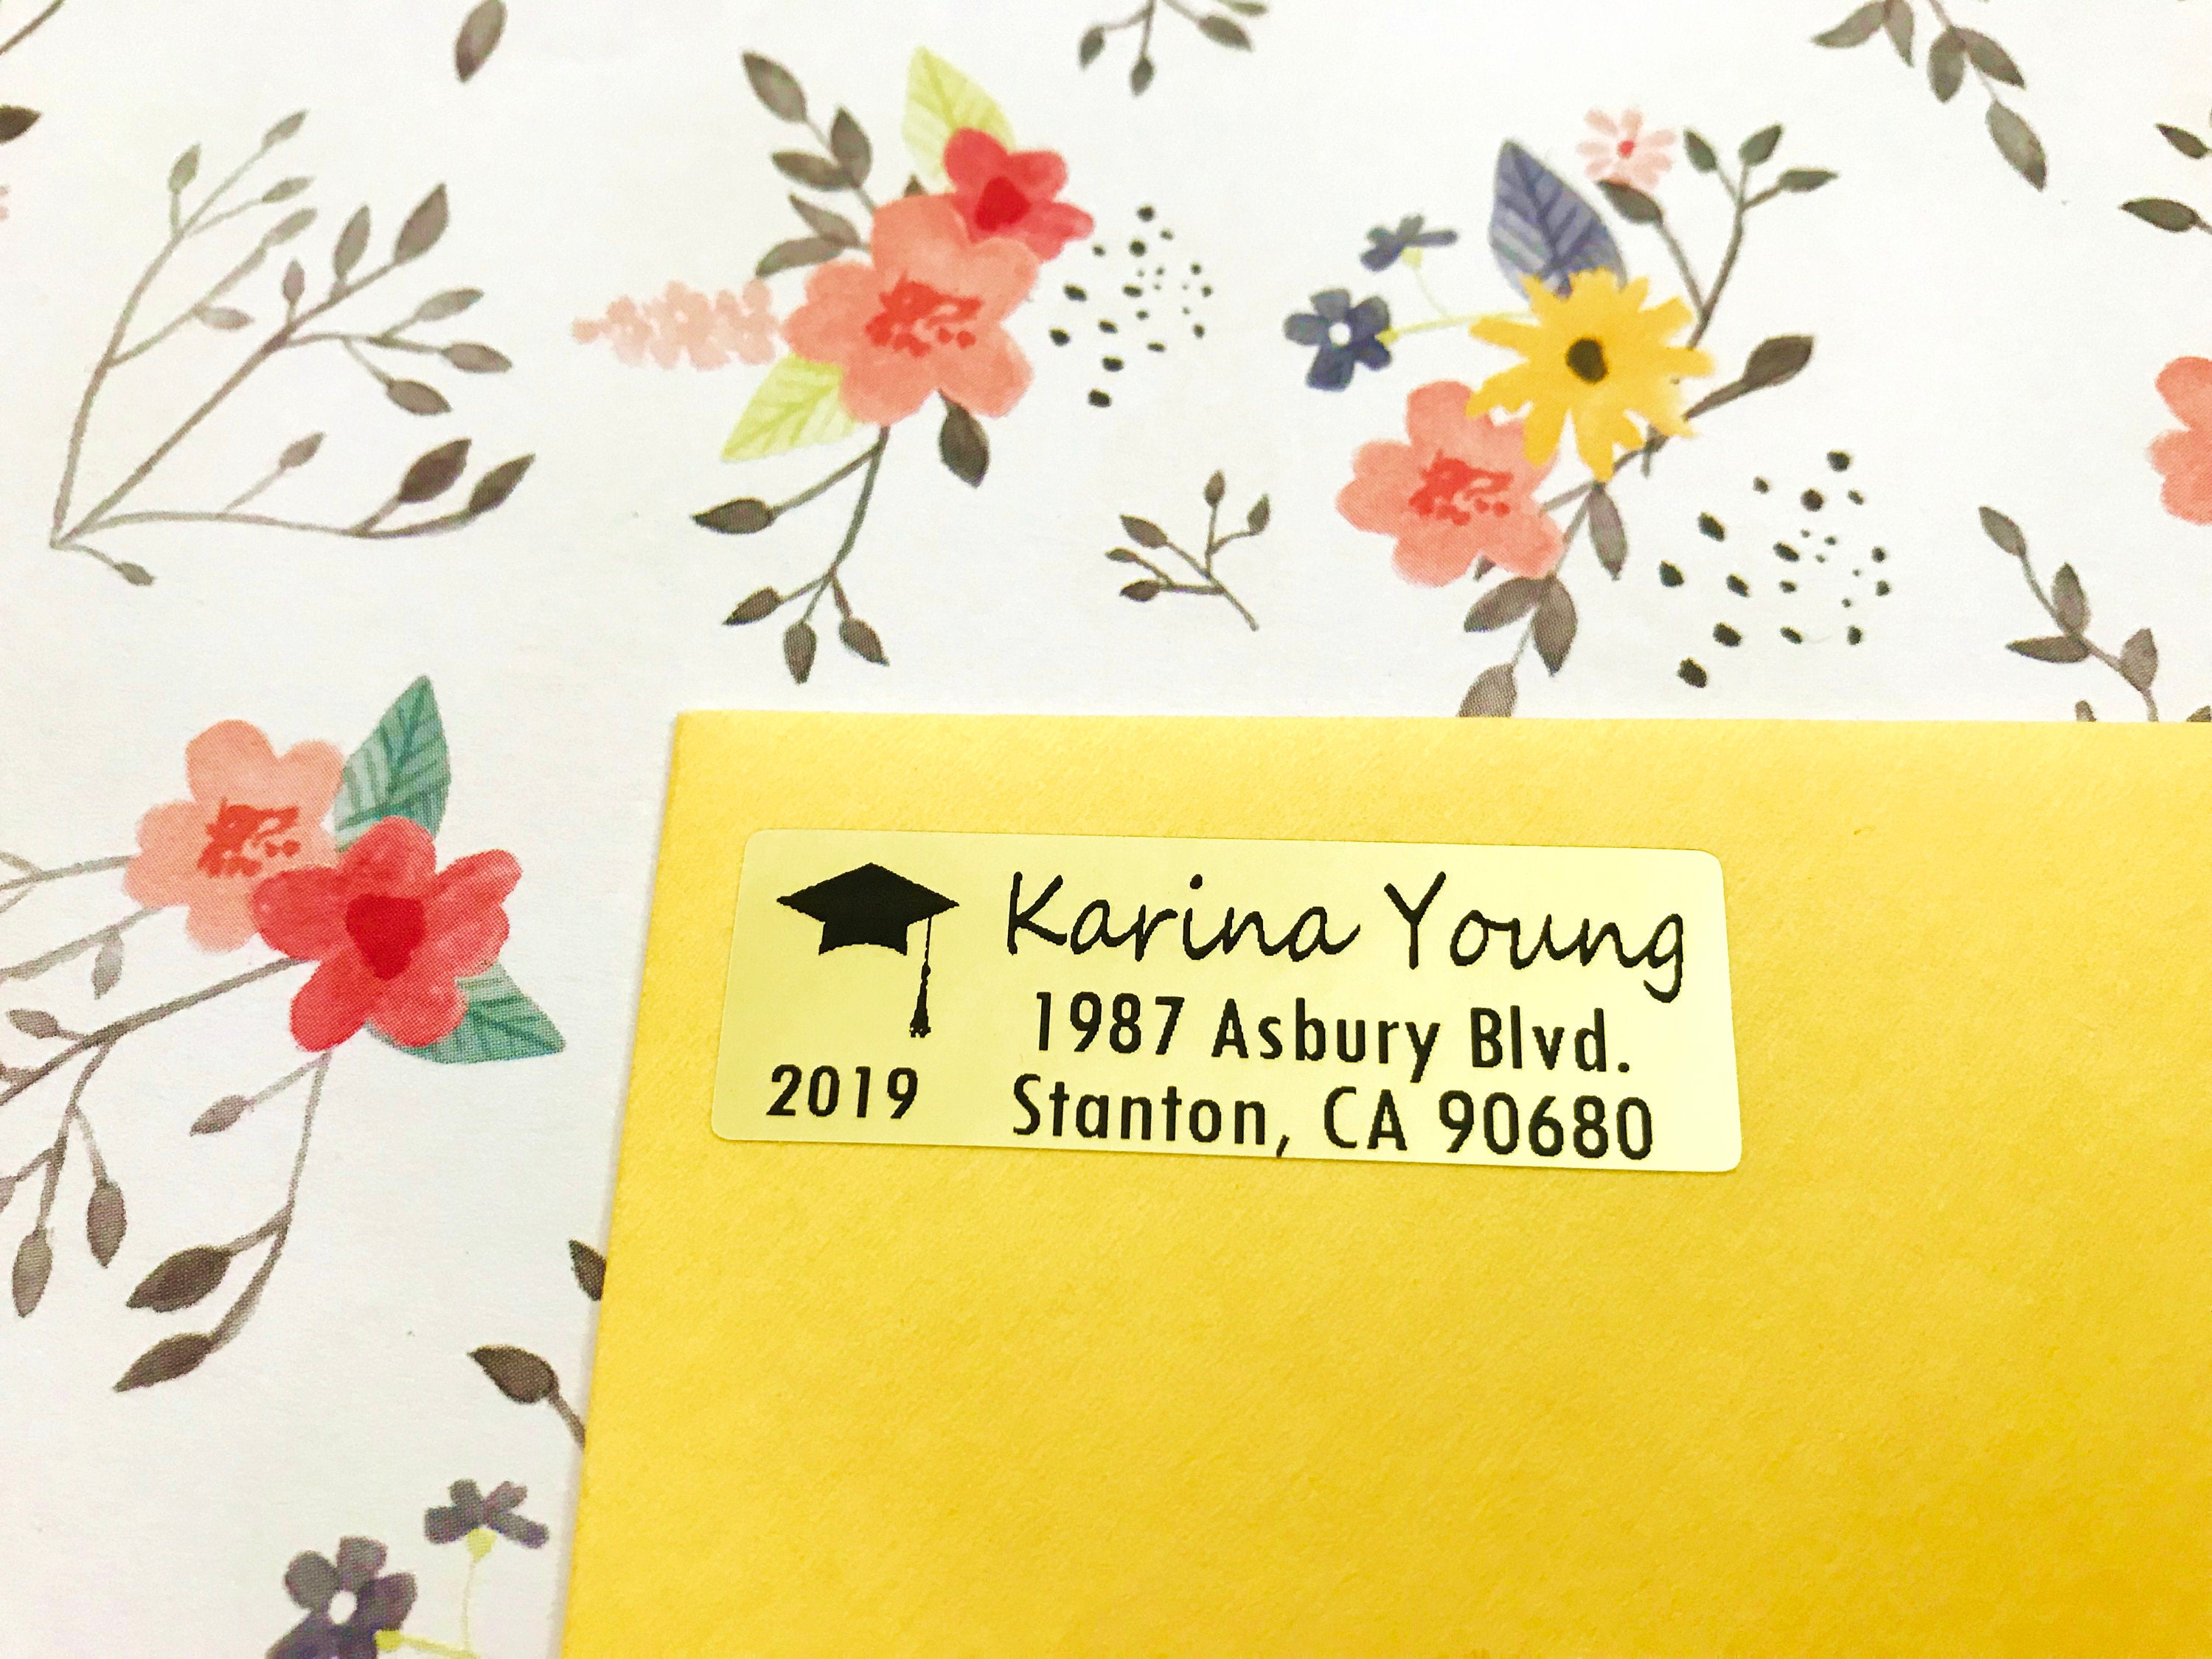 Karina Young
1987 Asbury Blvd.
Stanton, CA 90680
2019